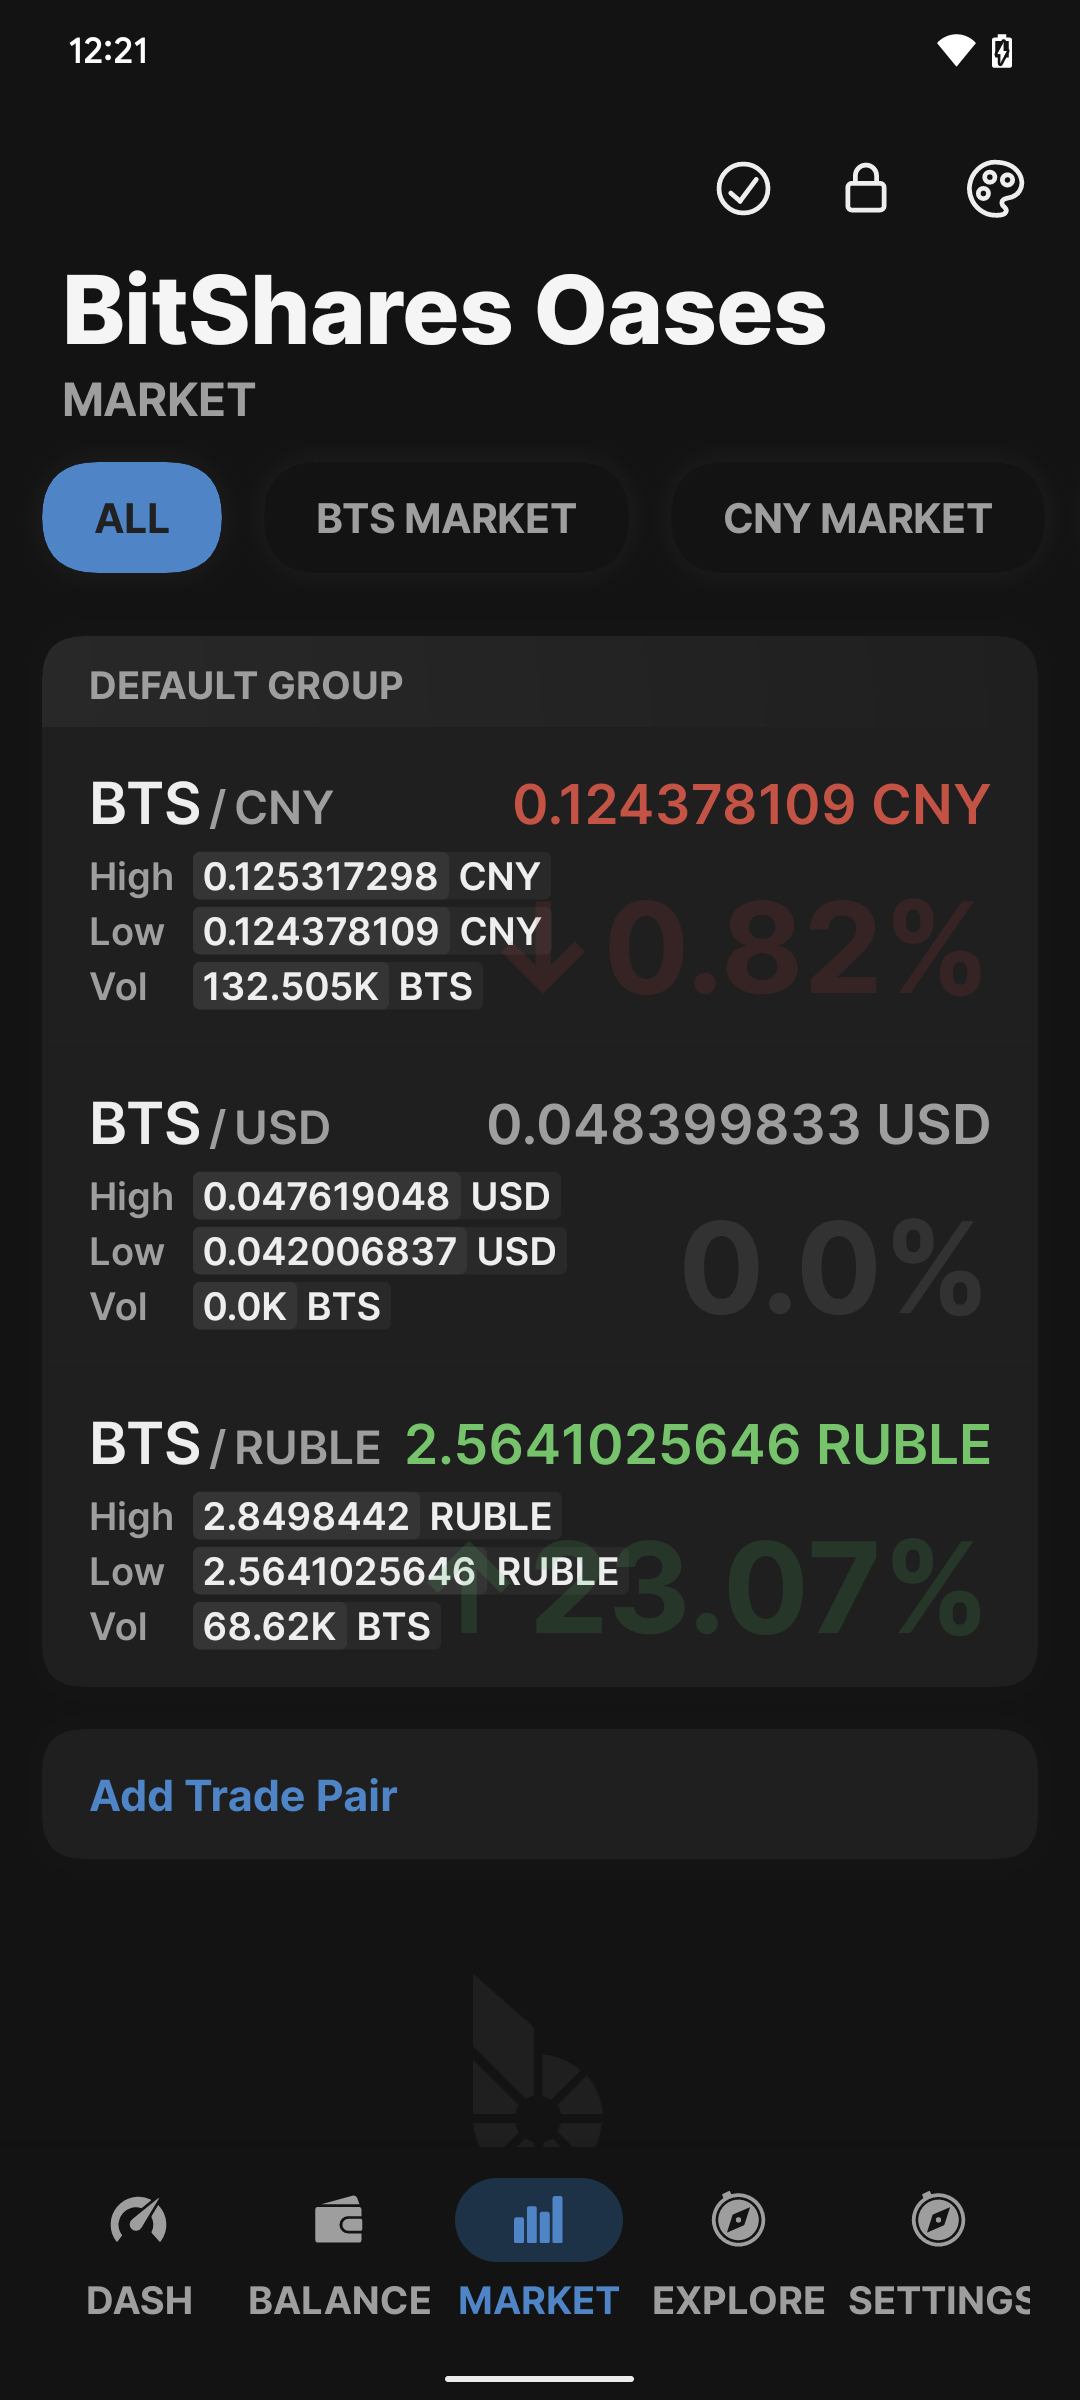 12:21
BitShares Oases
MARKET
ALL
BTS MARKET
CNY MARKET
DEFAULT GROUP
BTS / CNY 0.124378109 CNY
High 0.125317298 CNY
Low 0.124378109 CNY
Vol 132.505K BTS
↓0.82%
BTS / USD 0.048399833 USD
High 0.047619048 USD
Low 0.042006837 USD
Vol 0.0K BTS
0.0%
BTS / RUBLE 2.5641025646 RUBLE
High 2.8498442 RUBLE
Low 2.5641025646 RUBLE
Vol 68.62K BTS
↑23.07%
Add Trade Pair
DASH
BALANCE
MARKET
EXPLORE
SETTINGS